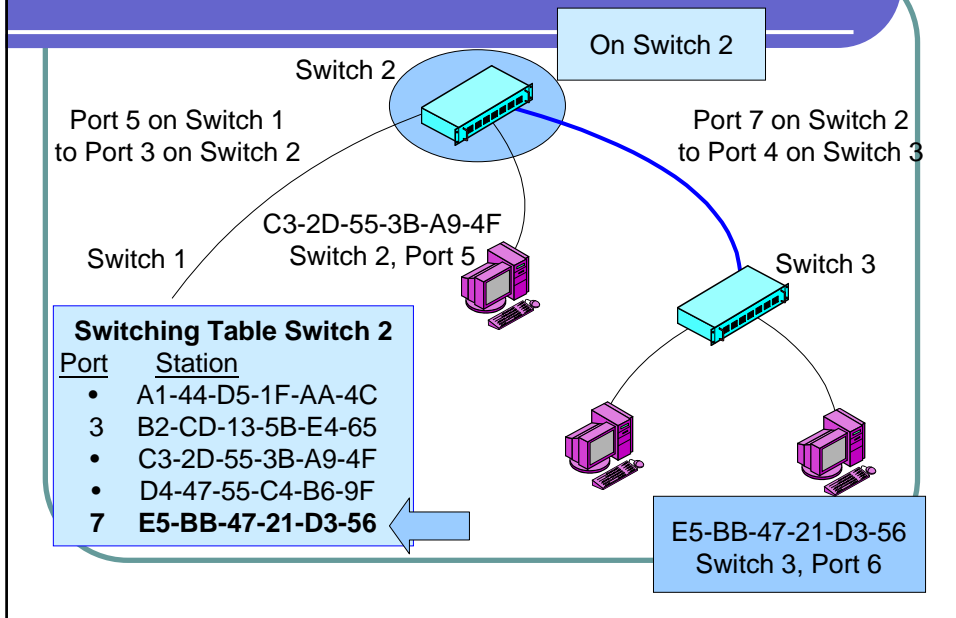 On Switch 2
Switch 2
Port 5 on Switch 1
to Port 3 on Switch 2
Port 7 on Switch 2
to Port 4 on Switch 3
C3-2D-55-3B-A9-4F
Switch 2, Port 5
Switch 1
Switch 3
Switching Table Switch 2
Port Station
• A1-44-D5-1F-AA-4C
3 B2-CD-13-5B-E4-65
• C3-2D-55-3B-A9-4F
• D4-47-55-C4-B6-9F
7 E5-BB-47-21-D3-56
E5-BB-47-21-D3-56
Switch 3, Port 6